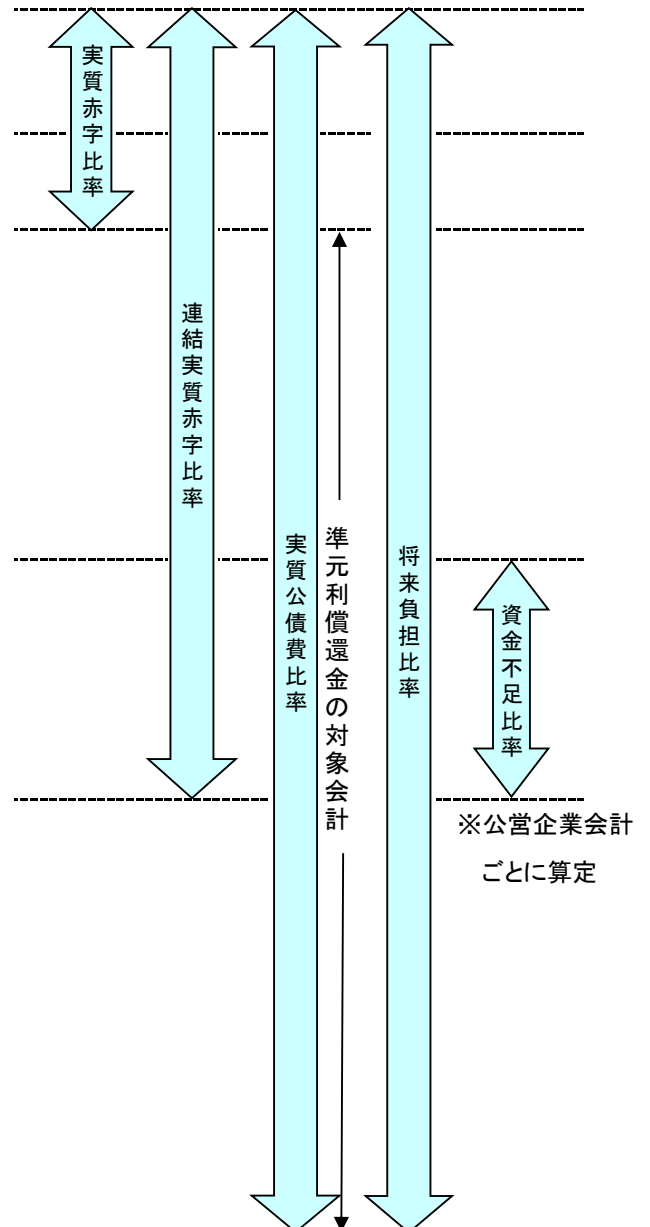 実質赤字比率
連結実質赤字比率
実質公債費比率
準元利償還金の対象会計
将来負担比率
資金不足比率
※公営企業会計
ごとに算定